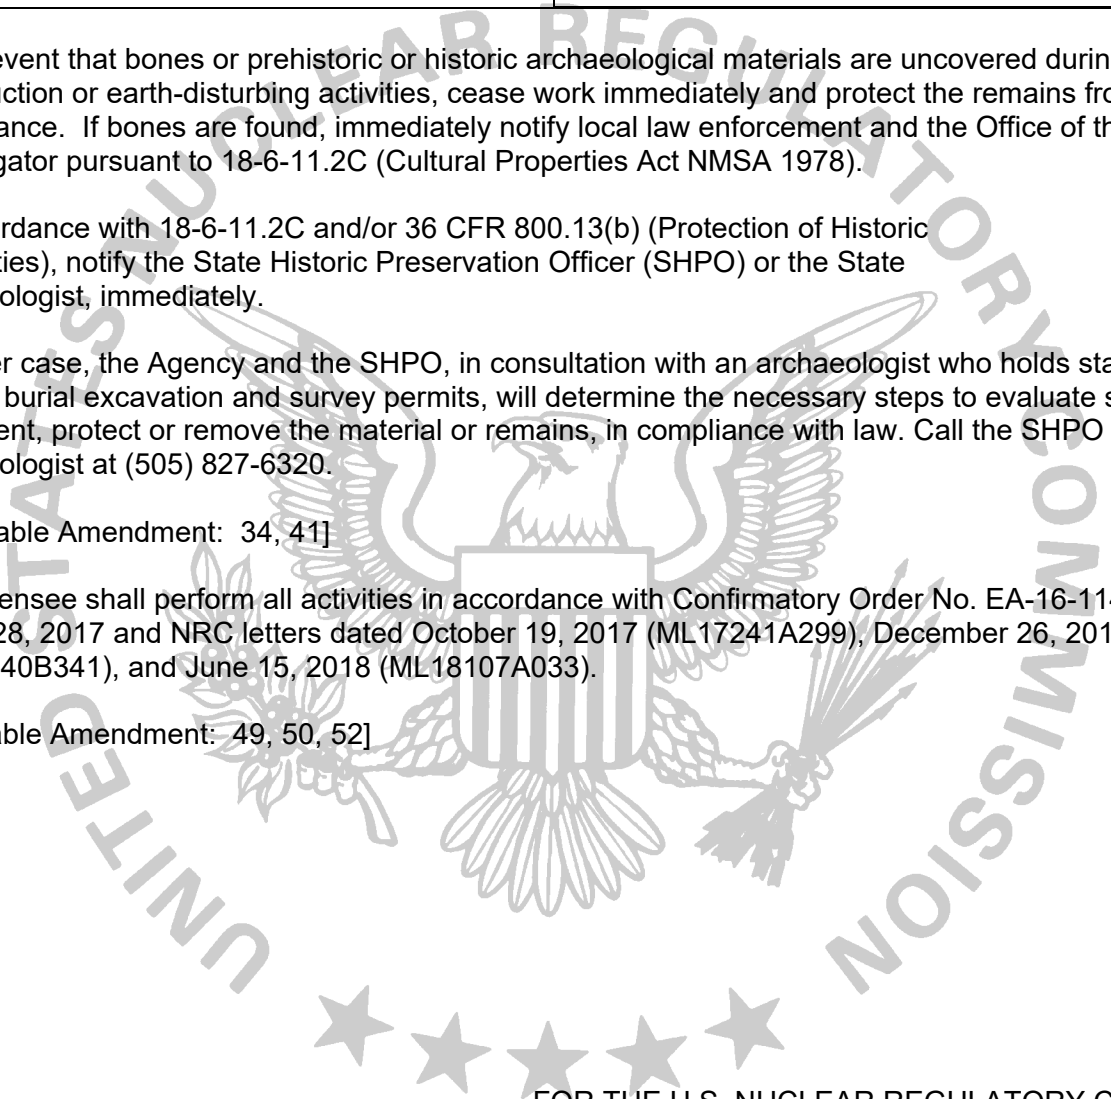 event that bones or prehistoric or historic archaeological materials are uncovered durin
uction or earth-disturbing activities, cease work immediately and protect the remains fro
ance.  If bones are found, immediately notify local law enforcement and the Office of th
gator pursuant to 18-6-11.2C (Cultural Properties Act NMSA 1978).
rdance with 18-6-11.2C and/or 36 CFR 800.13(b) (Protection of Historic
ties), notify the State Historic Preservation Officer (SHPO) or the State
ologist, immediately.
er case, the Agency and the SHPO, in consultation with an archaeologist who holds sta
burial excavation and survey permits, will determine the necessary steps to evaluate s
ent, protect or remove the material or remains, in compliance with law. Call the SHPO
ologist at (505) 827-6320.
able Amendment:  34, 41]
ensee shall perform all activities in accordance with Confirmatory Order No. EA-16-114
28, 2017 and NRC letters dated October 19, 2017 (ML17241A299), December 26, 201
40B341), and June 15, 2018 (ML18107A033).
able Amendment:  49, 50, 52]
UNITED STATES NUCLEAR REGULATORY COMMISSION
FOR THE U.S. NUCLEAR REGULATORY C